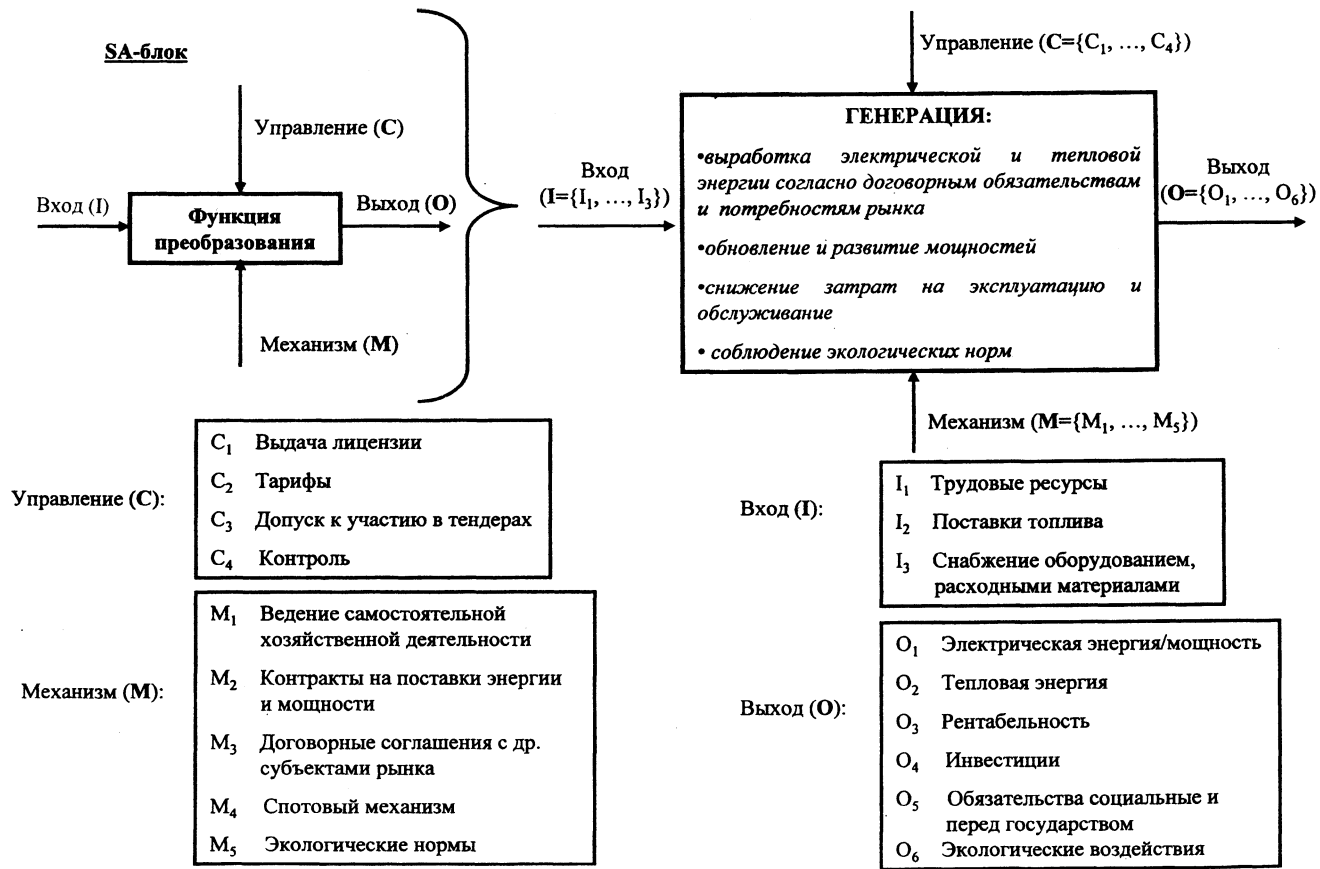 SA-блок
Управление (C)
Вход (I)
Функция
преобразования
Выход (O)
Механизм (M)
Управление (C={C₁, …, C₄})
Вход
(I={I₁, …, I₃})
ГЕНЕРАЦИЯ:
•выработка электрической и тепловой
энергии согласно договорным обязательствам
и потребностям рынка
•обновление и развитие мощностей
•снижение затрат на эксплуатацию и
обслуживание
• соблюдение экологических норм
Выход
(O={O₁, …, O₆})
Механизм (M={M₁, …, M₅})
Управление (C):
C₁ Выдача лицензии
C₂ Тарифы
C₃ Допуск к участию в тендерах
C₄ Контроль
Механизм (M):
M₁ Ведение самостоятельной
хозяйственной деятельности
M₂ Контракты на поставки энергии
и мощности
M₃ Договорные соглашения с др.
субъектами рынка
M₄ Спотовый механизм
M₅ Экологические нормы
Вход (I):
I₁ Трудовые ресурсы
I₂ Поставки топлива
I₃ Снабжение оборудованием,
расходными материалами
Выход (O):
O₁ Электрическая энергия/мощность
O₂ Тепловая энергия
O₃ Рентабельность
O₄ Инвестиции
O₅ Обязательства социальные и
перед государством
O₆ Экологические воздействия